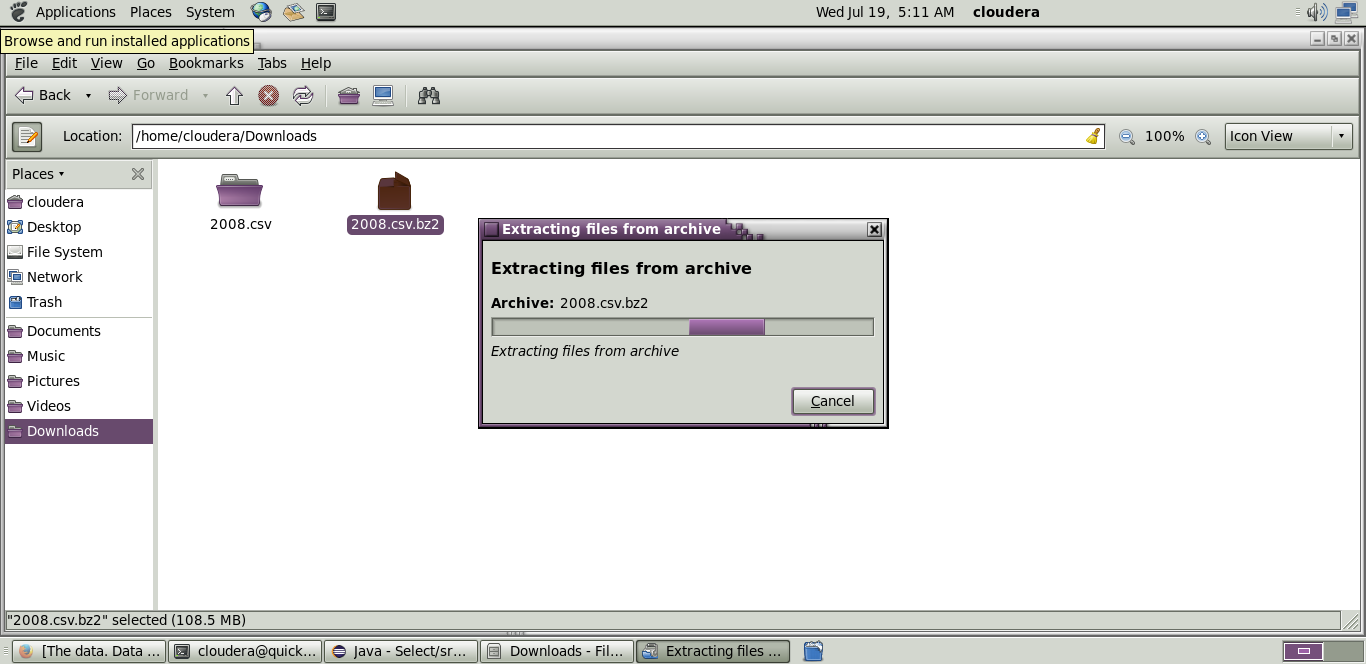 Applications Places System Wed Jul 19, 5:11 AM cloudera
Browse and run installed applications
File Edit View Go Bookmarks Tabs Help
Back Forward
Location: /home/cloudera/Downloads 100% Icon View
Places
cloudera
Desktop
File System
Network
Trash
Documents
Music
Pictures
Videos
Downloads
2008.csv 2008.csv.bz2
Extracting files from archive
Extracting files from archive
Archive: 2008.csv.bz2
Extracting files from archive
Cancel
"2008.csv.bz2" selected (108.5 MB)
[The data. Data ... cloudera@quick... Java - Select/sr... Downloads - Fil... Extracting files ...